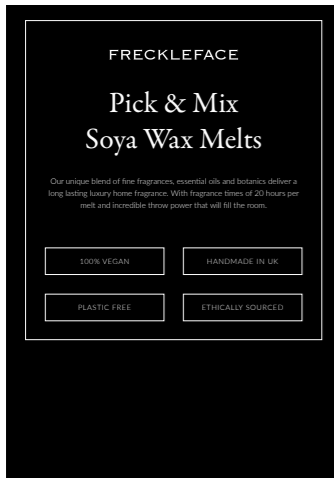 FRECKLEFACE
Pick & Mix
Soya Wax Melts
Our unique blend of fine fragrances, essential oils and botanics deliver a
long lasting luxury home fragrance. With fragrance times of 20 hours per
melt and incredible throw power that will fill the room.
100% VEGAN
HANDMADE IN UK
PLASTIC FREE
ETHICALLY SOURCED